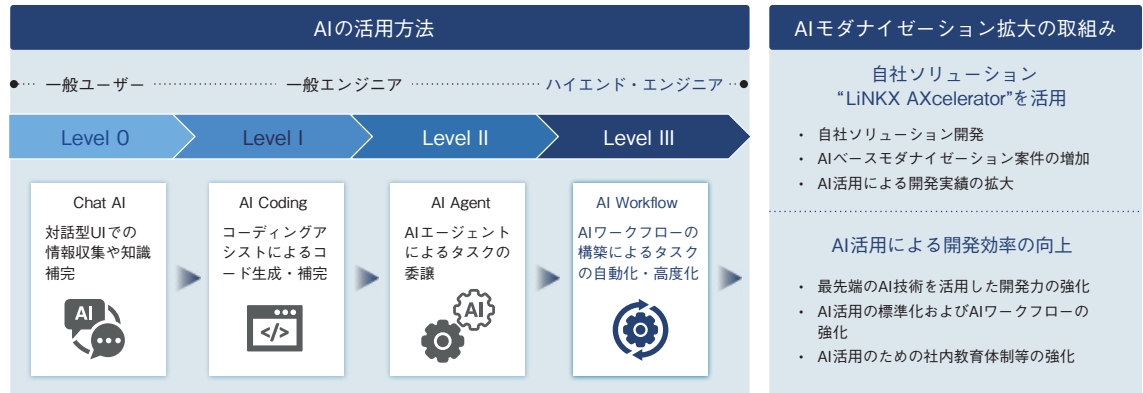 AIの活用方法
一般ユーザー
一般エンジニア
ハイエンド・エンジニア
Level 0
Level I
Level II
Level III
Chat AI
対話型UIでの
情報収集や知識
補完
AI
AI Coding
コーディングア
シストによるコ
ード生成・補完
</>
AI Agent
AIエージェント
によるタスクの
委譲
AI
AI Workflow
AIワークフローの
構築によるタスク
の自動化・高度化
AIモダナイゼーション拡大の取組み
自社ソリューション
“LiNKX AXcelerator”を活用
・ 自社ソリューション開発
・ AIベースモダナイゼーション案件の増加
・ AI活用による開発実績の拡大
AI活用による開発効率の向上
・ 最先端のAI技術を活用した開発力の強化
・ AI活用の標準化およびAIワークフローの
強化
・ AI活用のための社内教育体制等の強化